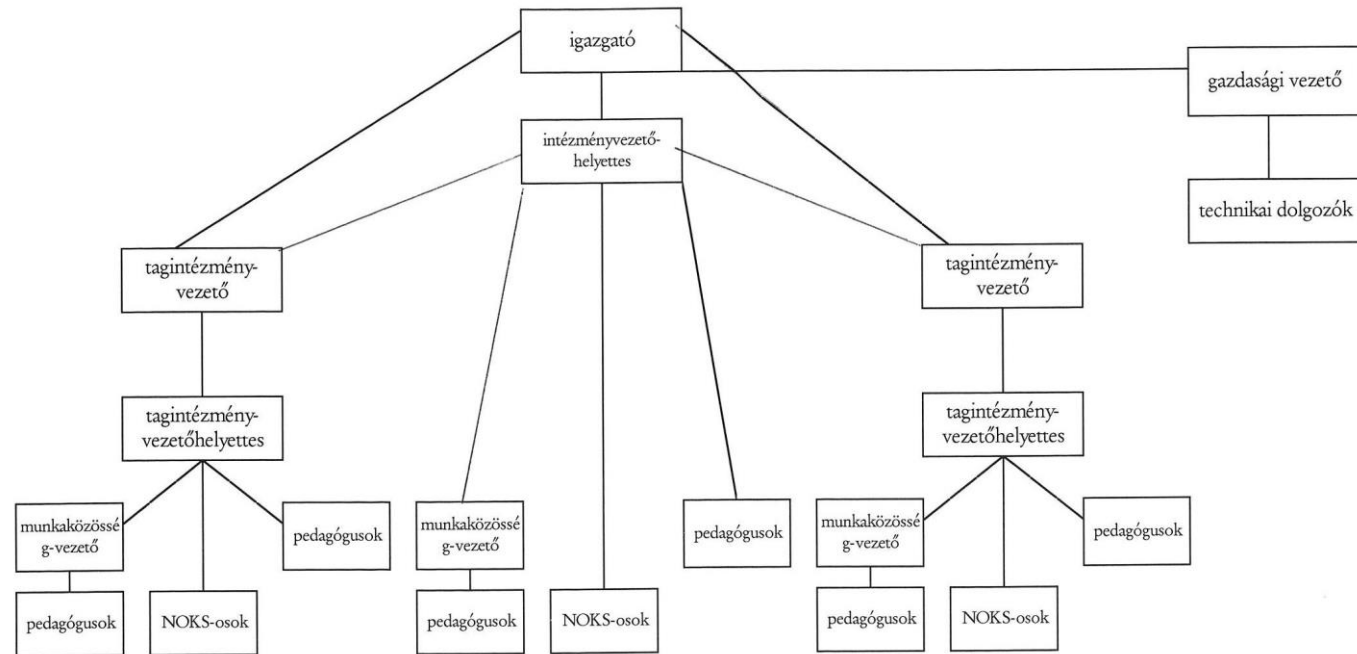 igazgató
gazdasági vezető
intézményvezető-
helyettes
technikai dolgozók
tagintézmény-
vezető
tagintézmény-
vezető
tagintézmény-
vezetőhelyettes
tagintézmény-
vezetőhelyettes
munkaközössé
g-vezető
pedagógusok
munkaközössé
g-vezető
pedagógusok
munkaközössé
g-vezető
pedagógusok
pedagógusok
NOKS-osok
pedagógusok
NOKS-osok
pedagógusok
NOKS-osok